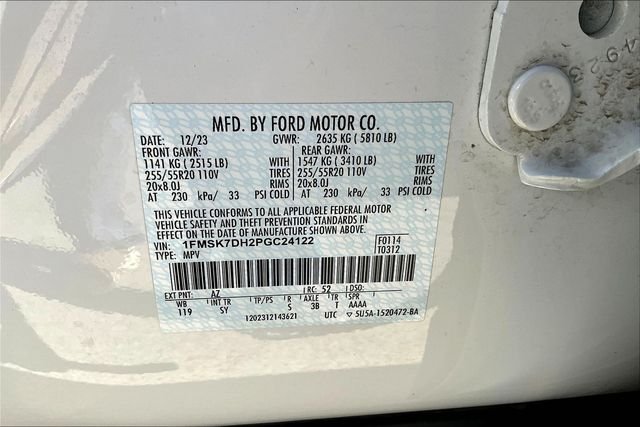 MFD. BY FORD MOTOR CO.
DATE: 12/23 GVWR: 2635 KG ( 5810 LB)
FRONT GAWR: REAR GAWR:
1141 KG ( 2515 LB) WITH 1547 KG ( 3410 LB) WITH
255/55R20 110V TIRES 255/55R20 110V TIRES
20x8.0J RIMS 20x8.0J RIMS
AT 230 kPa/ 33 PSI COLD AT 230 kPa/ 33 PSI COLD
THIS VEHICLE CONFORMS TO ALL APPLICABLE FEDERAL MOTOR
VEHICLE SAFETY AND THEFT PREVENTION STANDARDS IN
EFFECT ON THE DATE OF MANUFACTURE SHOWN ABOVE.
VIN: 1FMSK7DH2PGC24122 F0114
TYPE: MPV T0312
EXT PNT: AZ RC: 52 DSO:
WB INT TR TP/PS R AXLE TR SPR
119 SY S 3B T AAAA
1202312143621 UTC 5U5A-1520472-BA